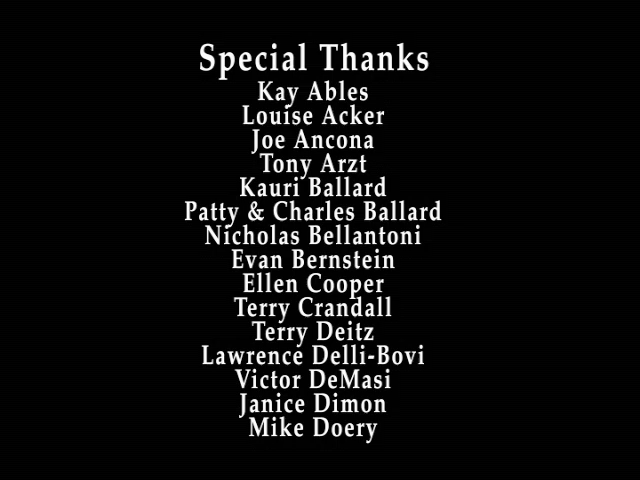 Special Thanks
Kay Ables
Louise Acker
Joe Ancona
Tony Arzt
Kauri Ballard
Patty & Charles Ballard
Nicholas Bellantoni
Evan Bernstein
Ellen Cooper
Terry Crandall
Terry Deitz
Lawrence Delli-Bovi
Victor DeMasi
Janice Dimon
Mike Doery